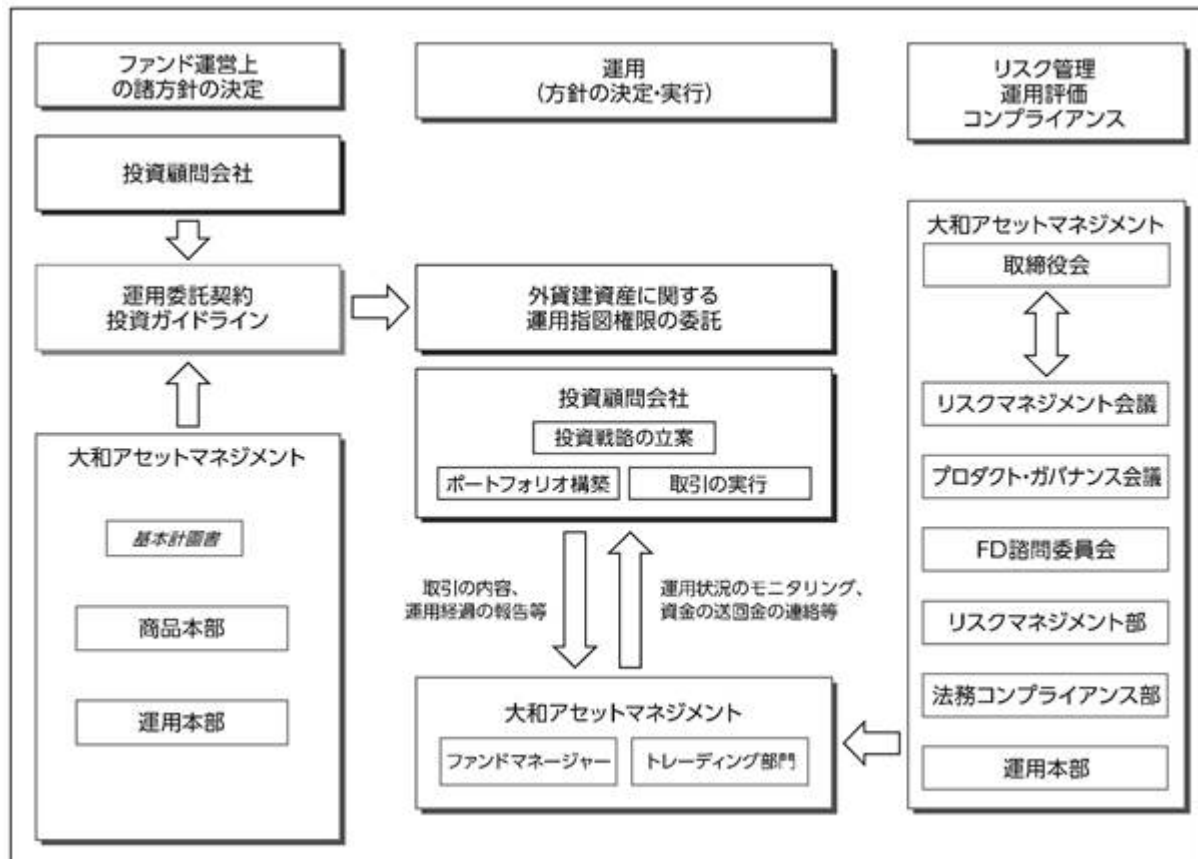 ファンド運営上
の諸方針の決定
運用
(方針の決定・実行)
リスク管理
運用評価
コンプライアンス
投資顧問会社
運用委託契約
投資ガイドライン
大和アセットマネジメント
基本計画書
商品本部
運用本部
外貨建資産に関する
運用指図権限の委託
投資顧問会社
投資戦略の立案
ポートフォリオ構築
取引の実行
取引の内容、
運用経過の報告等
運用状況のモニタリング、
資金の送回金の連絡等
大和アセットマネジメント
ファンドマネージャー
トレーディング部門
大和アセットマネジメント
取締役会
リスクマネジメント会議
プロダクト・ガバナンス会議
FD諮問委員会
リスクマネジメント部
法務コンプライアンス部
運用本部